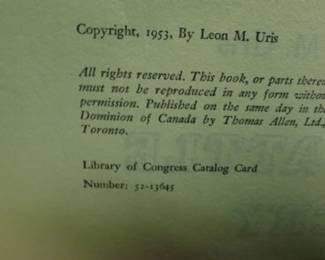 Copyright, 1953, By Leon M. Uris
All rights reserved. This book, or parts thereo
must not be reproduced in any form withou
permission. Published on the same day in the
Dominion of Canada by Thomas Allen, Ltd.,
Toronto.
Library of Congress Catalog Card
Number: 52-13645